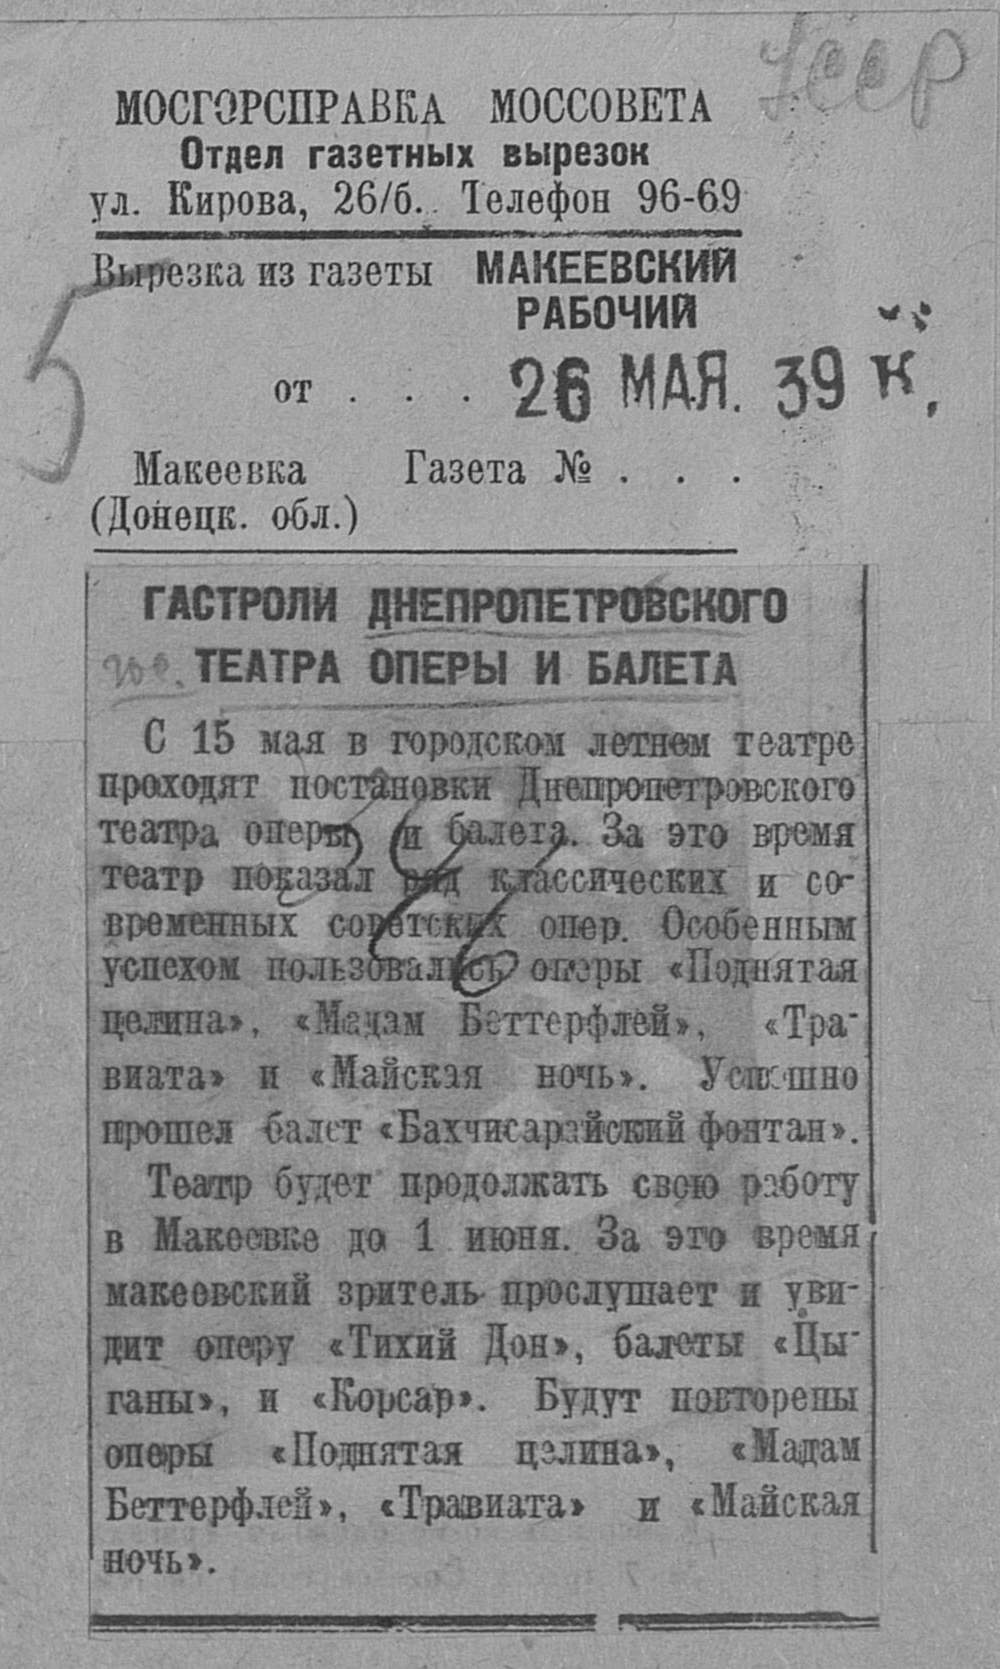 УССР
МОСГОРСПРАВКА МОССОВЕТА
Отдел газетных вырезок
ул. Кирова, 26/б. Телефон 96-69
Вырезка из газеты МАКЕЕВСКИЙ
РАБОЧИЙ
5
от . . . 26 МАЯ. 39
Макеевка Газета № . . .
(Донецк. обл.)
ГАСТРОЛИ ДНЕПРОПЕТРОВСКОГО
ТЕАТРА ОПЕРЫ И БАЛЕТА
С 15 мая в городском летнем театре
проходят постановки Днепропетровского
театра оперы и балета. За это время
театр показал ряд классических и со-
временных советских опер. Особенным
успехом пользовались оперы «Поднятая
целина», «Мадам Беттерфлей», «Тра-
виата» и «Майская ночь». Успешно
прошел балет «Бахчисарайский фонтан».
Театр будет продолжать свою работу
в Макеевке до 1 июня. За это время
макеевский зритель прослушает и уви-
дит оперу «Тихий Дон», балеты «Цы-
ганы», и «Корсар». Будут повторены
оперы «Поднятая целина», «Мадам
Беттерфлей», «Травиата» и «Майская
ночь».